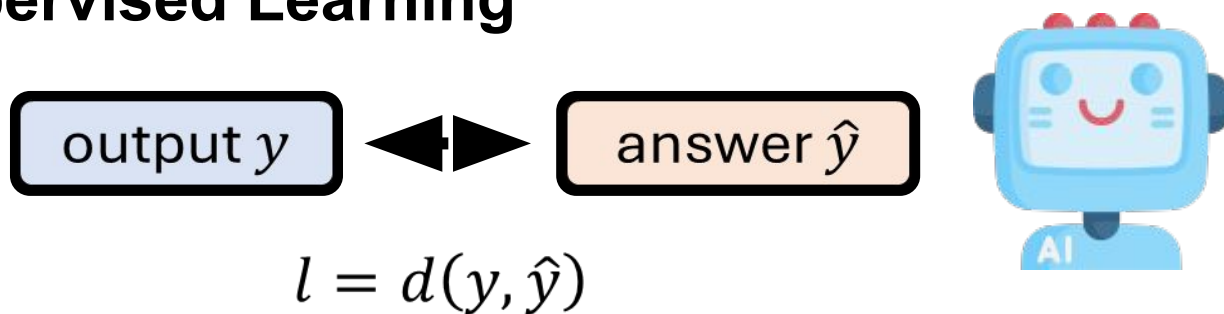 ervised Learning
output y
answer ŷ
AI
l = d(y, ŷ)